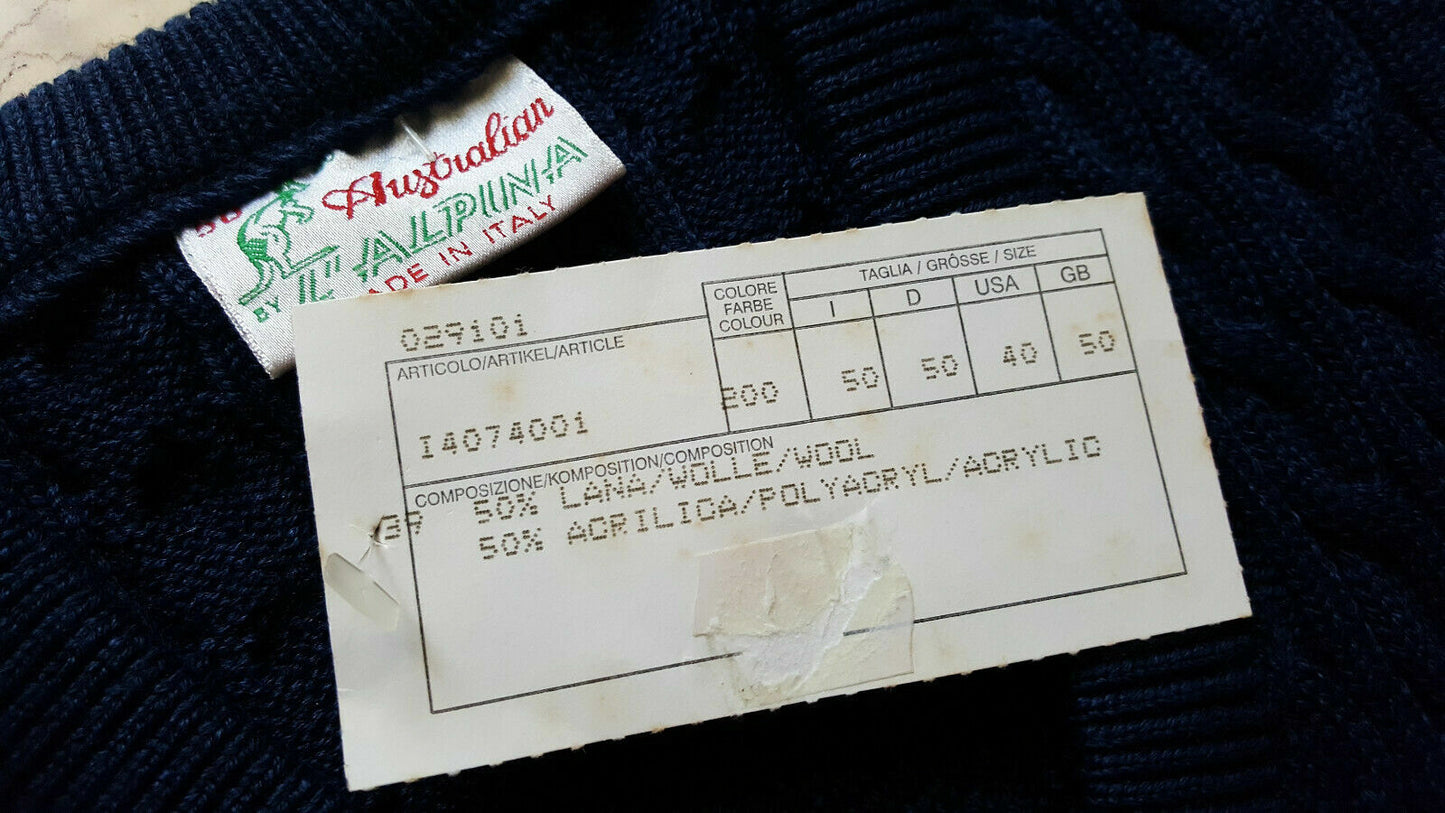 Australian
BY L'ALPINA
MADE IN ITALY
029101
ARTICOLO/ARTIKEL/ARTICLE
I4074001
COLORE
FARBE
COLOUR
200
TAGLIA / GRÖSSE / SIZE
I D USA GB
50 50 40 50
COMPOSIZIONE/KOMPOSITION/COMPOSITION
50% LANA/WOLLE/WOOL
50% ACRILICA/POLYACRYL/ACRYLIC